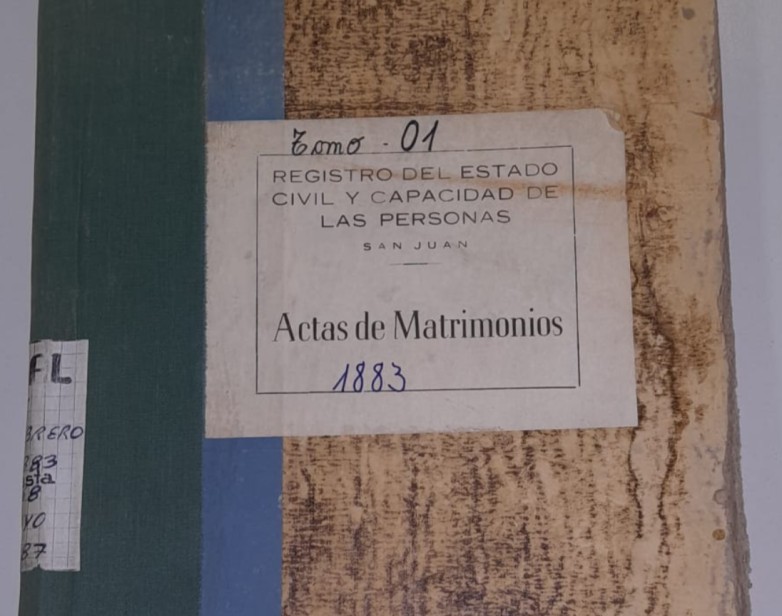 Tomo - 01
REGISTRO DEL ESTADO
CIVIL Y CAPACIDAD DE
LAS PERSONAS
SAN JUAN
Actas de Matrimonios
1883
FL
BRERO
83
sta
8
YO
87